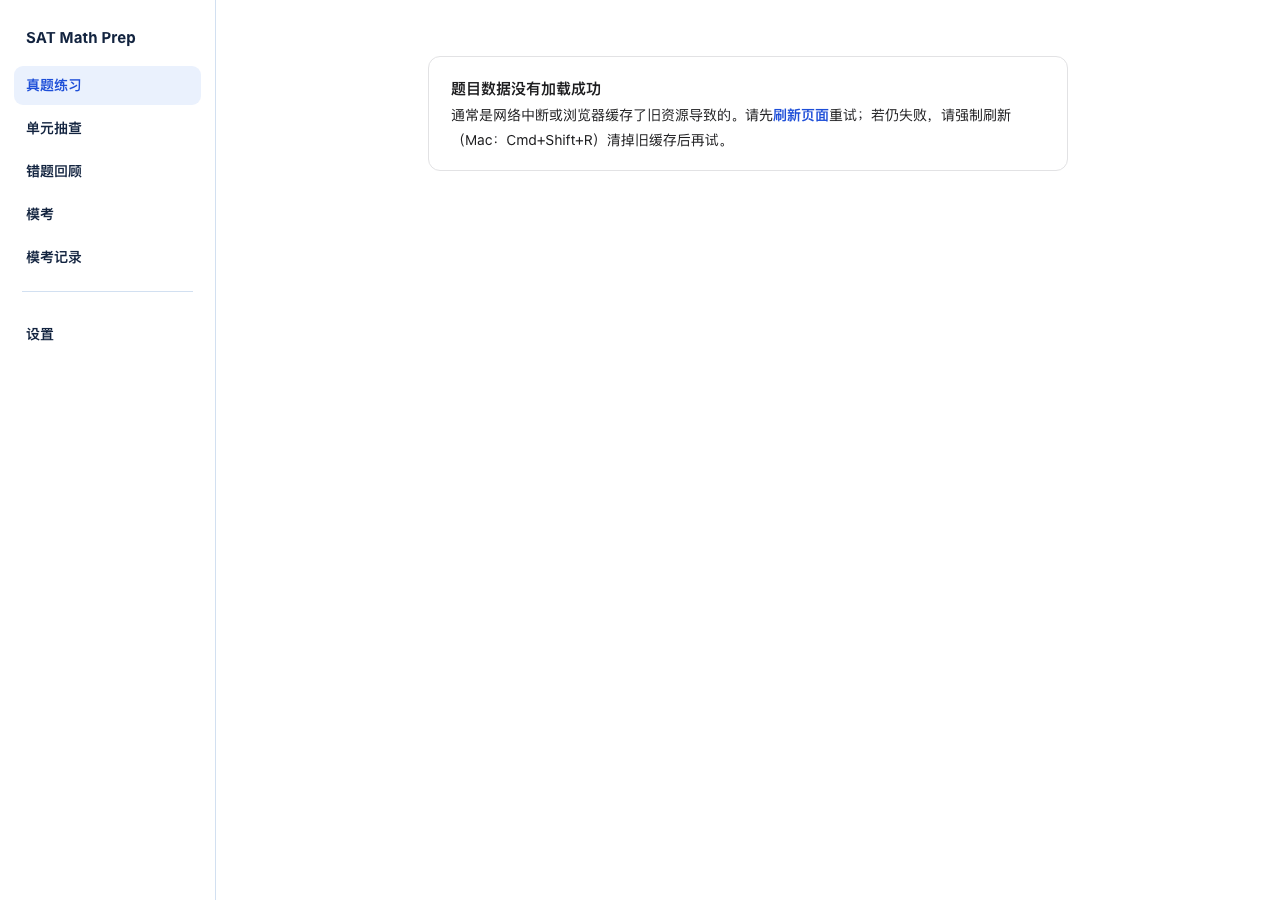 SAT Math Prep
真题练习
单元抽查
错题回顾
模考
模考记录
设置
题目数据没有加载成功
通常是网络中断或浏览器缓存了旧资源导致的。请先刷新页面重试；若仍失败，请强制刷新
（Mac：Cmd+Shift+R）清掉旧缓存后再试。